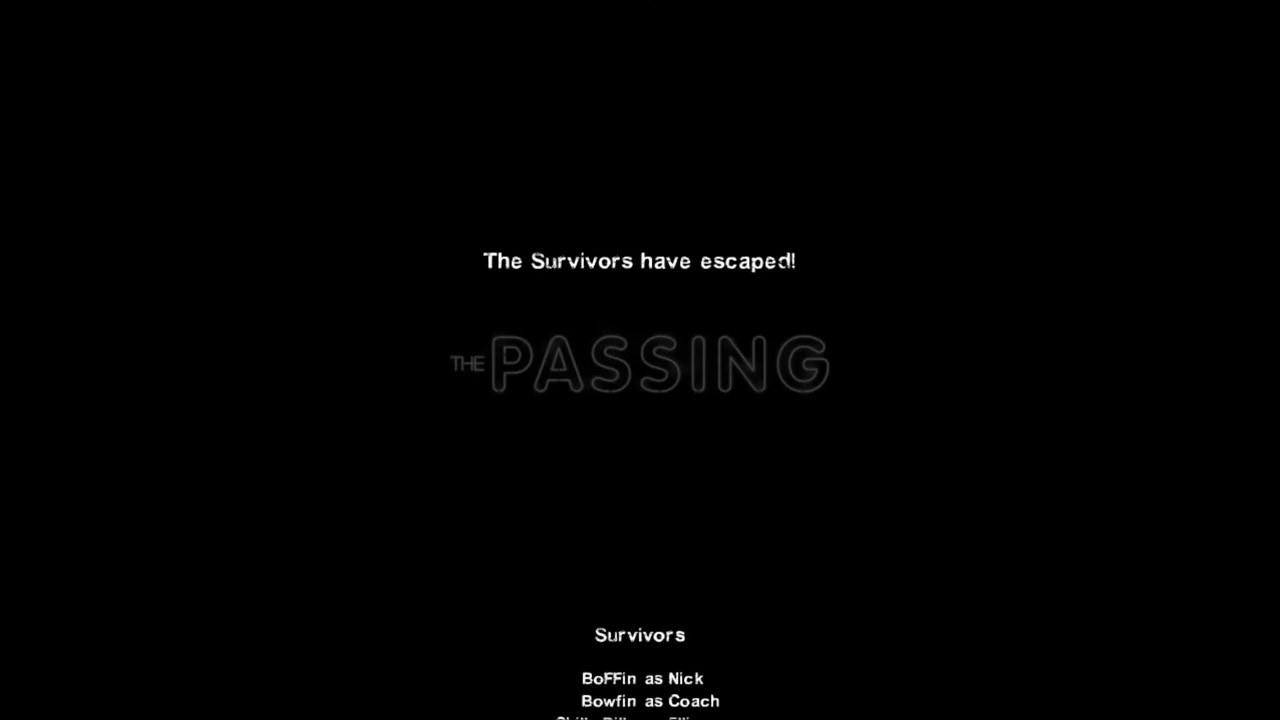 The Survivors have escaped!
THE PASSING
Survivors
BoFFin as Nick
Bowfin as Coach